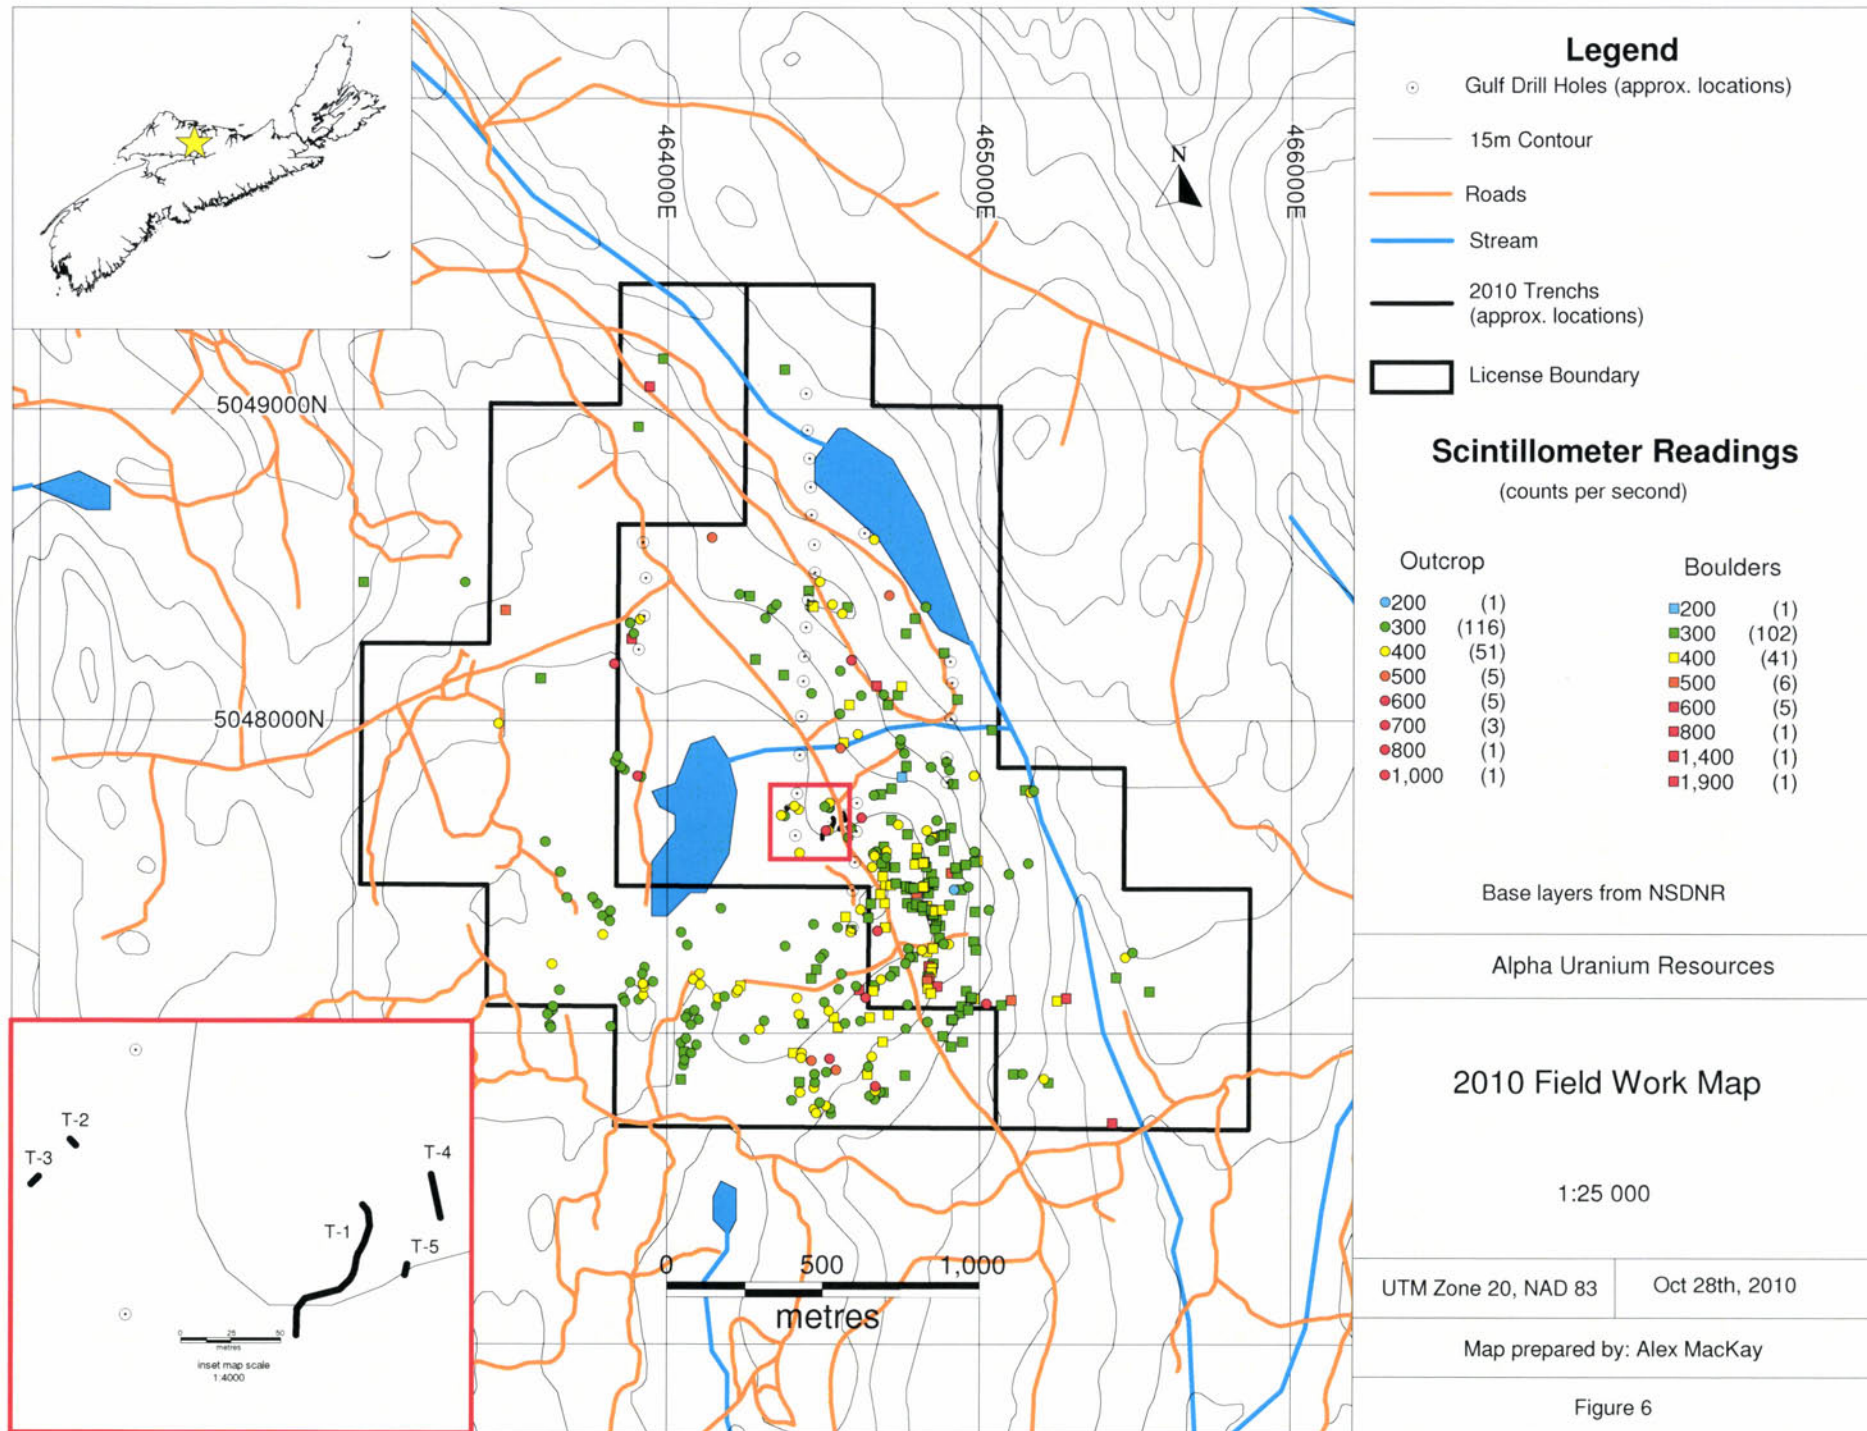 464000E
465000E
466000E
N
5049000N
5048000N
T-2
T-3
T-4
T-1
T-5
0 25 50
metres
inset map scale
1:4000
0 500 1,000
metres
Legend
Gulf Drill Holes (approx. locations)
15m Contour
Roads
Stream
2010 Trenchs
(approx. locations)
License Boundary
Scintillometer Readings
(counts per second)
Outcrop
200 (1)
300 (116)
400 (51)
500 (5)
600 (5)
700 (3)
800 (1)
1,000 (1)
Boulders
200 (1)
300 (102)
400 (41)
500 (6)
600 (5)
800 (1)
1,400 (1)
1,900 (1)
Base layers from NSDNR
Alpha Uranium Resources
2010 Field Work Map
1:25 000
UTM Zone 20, NAD 83
Oct 28th, 2010
Map prepared by: Alex MacKay
Figure 6